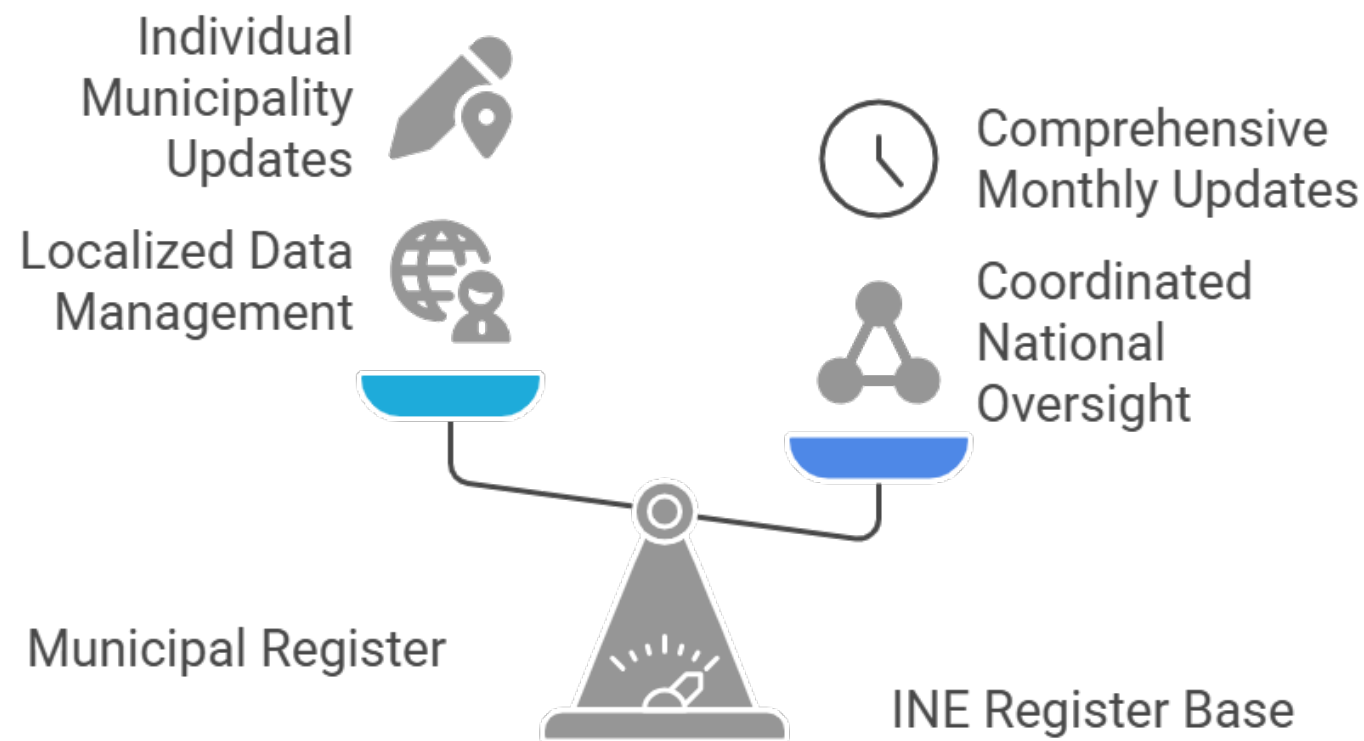 Individual
Municipality
Updates
Localized Data
Management
Comprehensive
Monthly Updates
Coordinated
National
Oversight
Municipal Register
INE Register Base